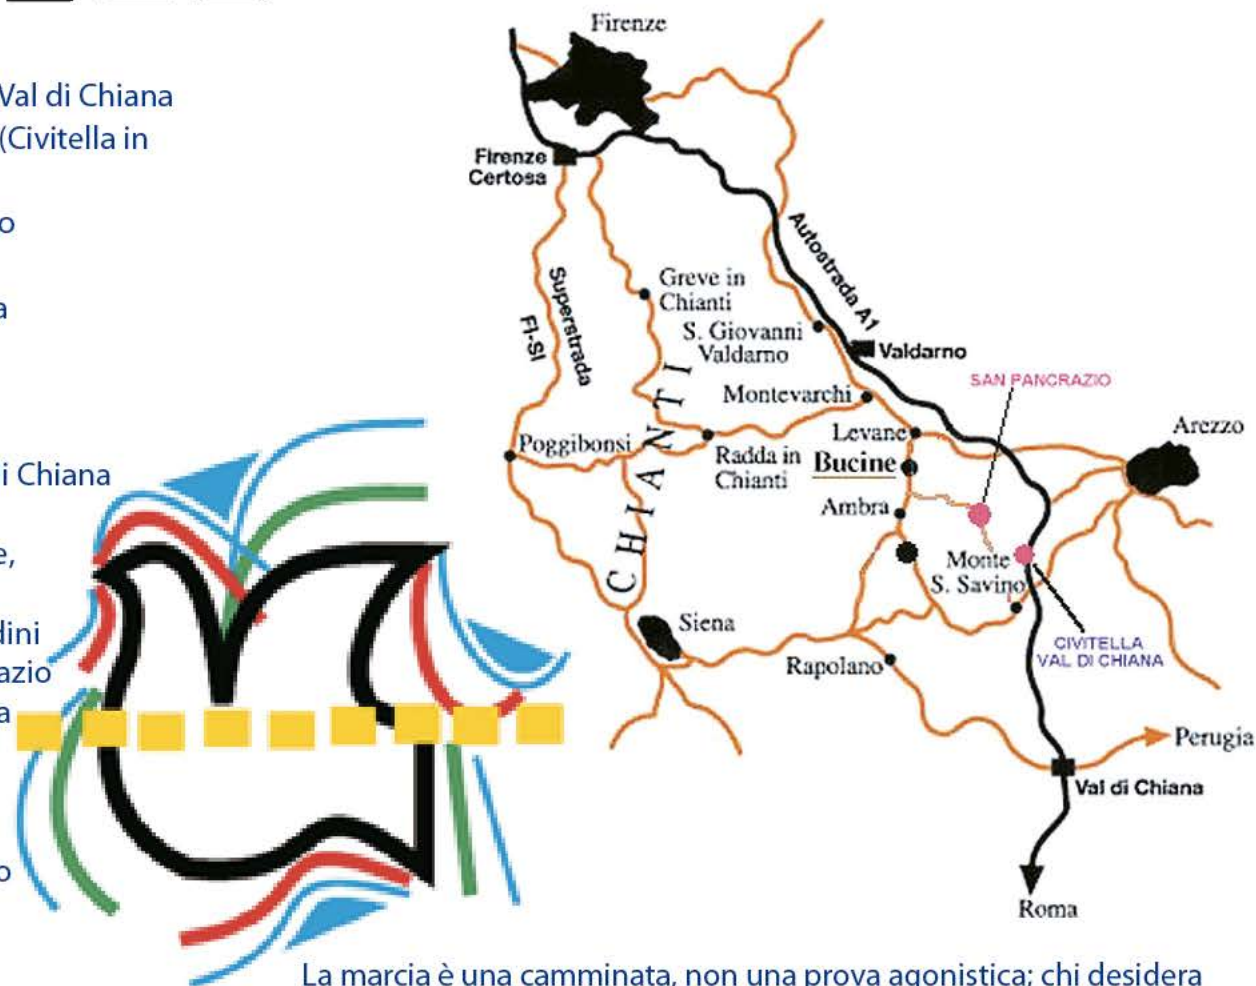 Val di Chiana
(Civitella in
o
a
i Chiana
e,
dini
azio
a
o
Firenze
Firenze
Certosa
Autostrada A1
Superstrada
FI-SI
Greve in
Chianti
S. Giovanni
Valdarno
Valdarno
SAN PANCRAZIO
Montevarchi
Arezzo
Levane
Poggibonsi
Radda in
Chianti
Bucine
CHIANTI
Ambra
Monte
S. Savino
Siena
CIVITELLA
VAL DI CHIANA
Rapolano
Perugia
Val di Chiana
Roma
La marcia è una camminata, non una prova agonistica; chi desidera